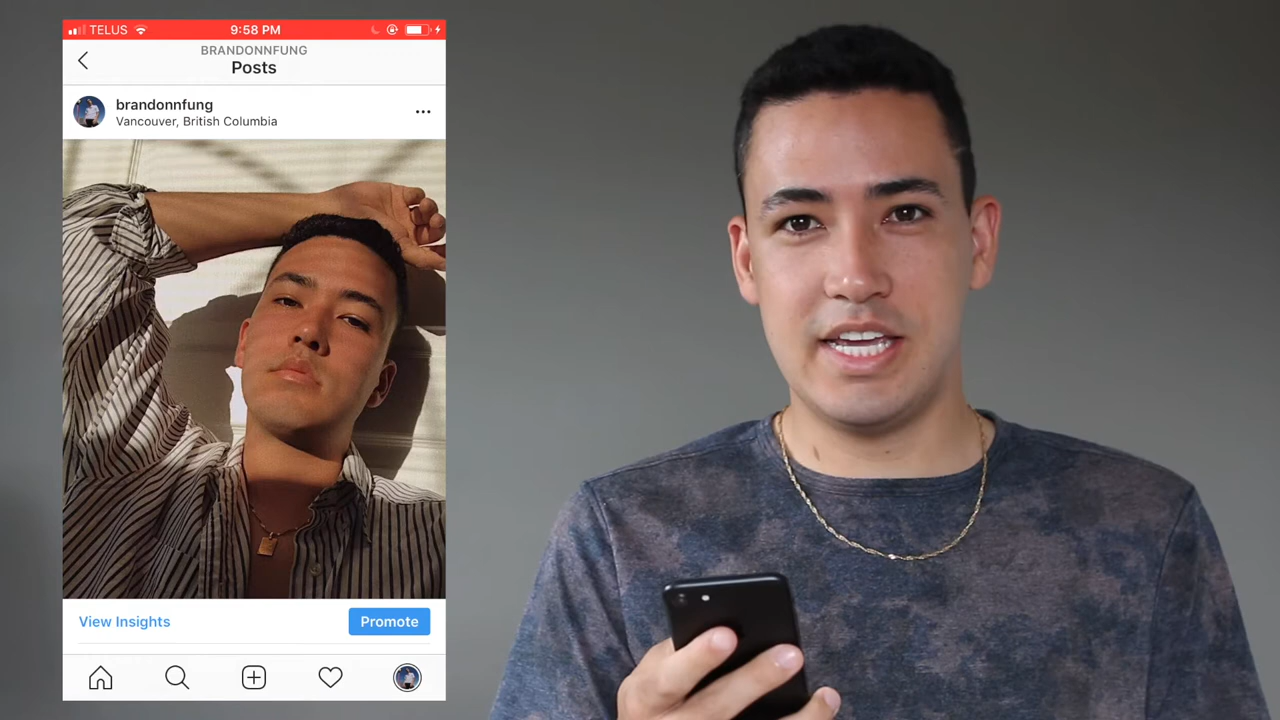 TELUS 9:58 PM
BRANDONNFUNG
Posts
brandonnfung
Vancouver, British Columbia
View Insights
Promote